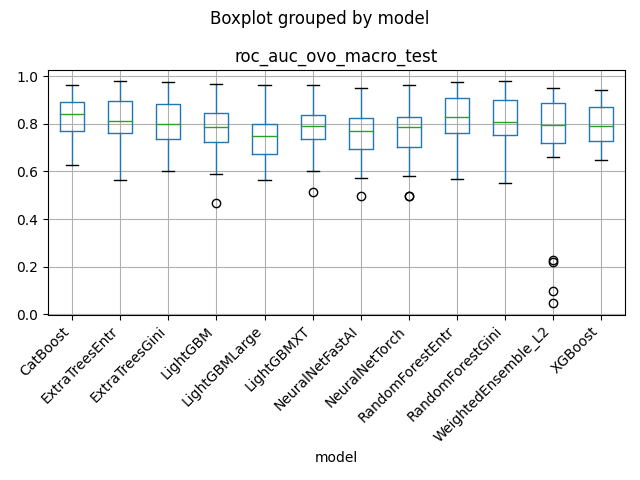 Boxplot grouped by model
roc_auc_ovo_macro_test
1.0
0.8
0.6
0.4
0.2
0.0
CatBoost
ExtraTreesEntr
ExtraTreesGini
LightGBM
LightGBMLarge
LightGBMXT
NeuralNetFastAI
NeuralNetTorch
RandomForestEntr
RandomForestGini
WeightedEnsemble_L2
XGBoost
model